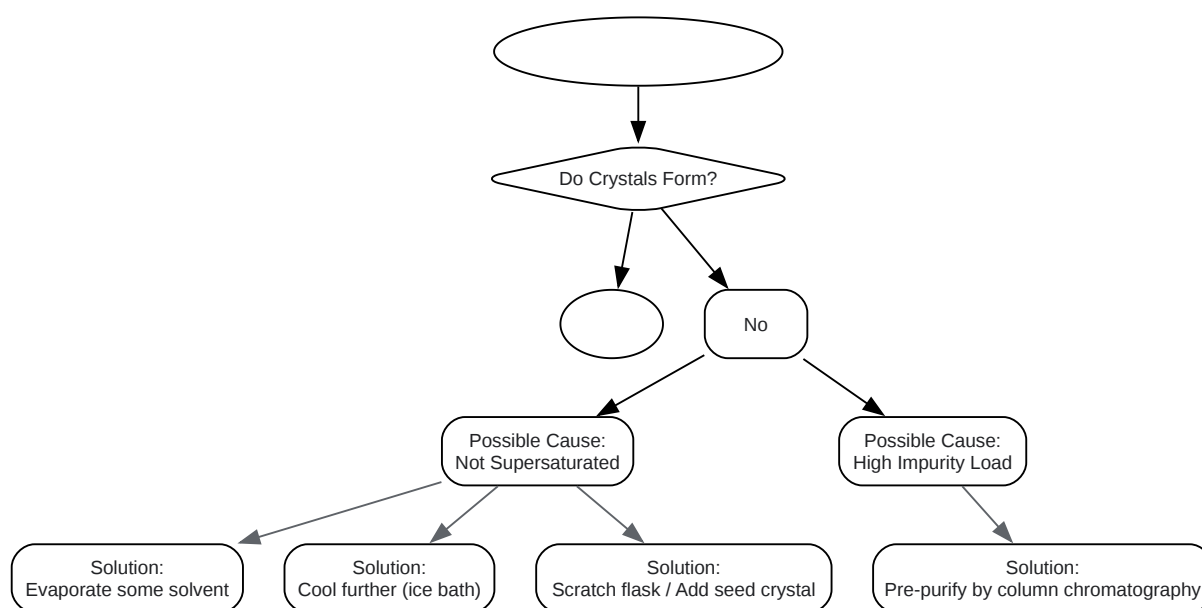 Do Crystals Form?
No
Possible Cause:
Not Supersaturated
Possible Cause:
High Impurity Load
Solution:
Evaporate some solvent
Solution:
Cool further (ice bath)
Solution:
Scratch flask / Add seed crystal
Solution:
Pre-purify by column chromatography